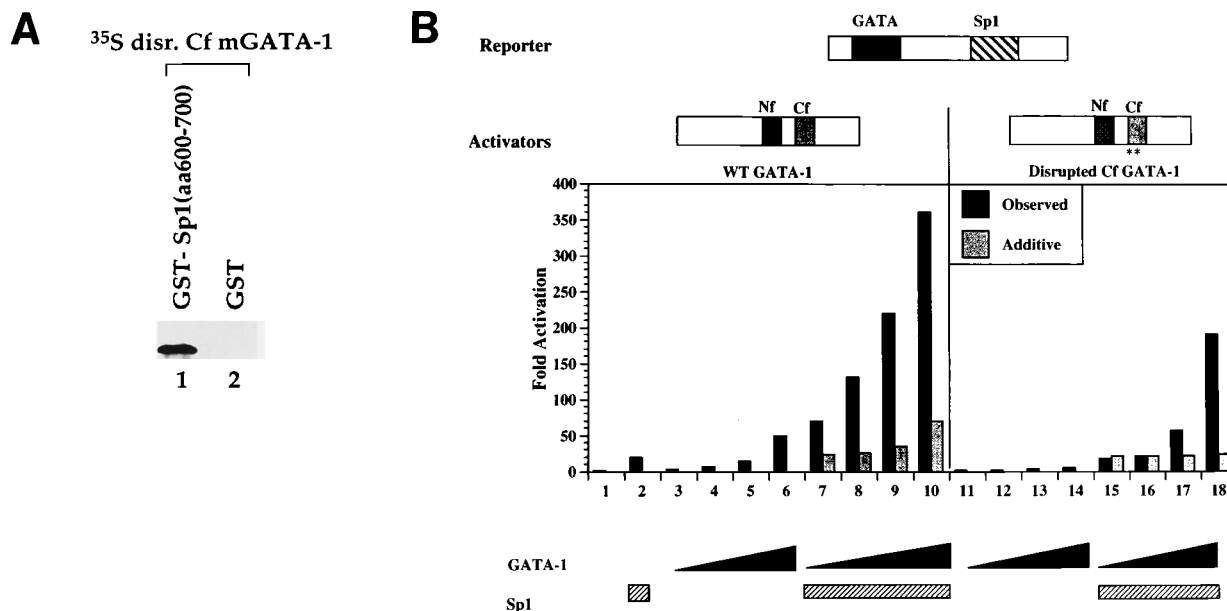 A
35S disr. Cf mGATA-1
GST- Sp1(aa600-700)
GST
1 2
B
Reporter
GATA Sp1
Activators
Nf Cf
Nf Cf
**
WT GATA-1
Disrupted Cf GATA-1
Observed
Additive
Fold Activation
400
350
300
250
200
150
100
50
0
1 2 3 4 5 6 7 8 9 10 11 12 13 14 15 16 17 18
GATA-1
Sp1